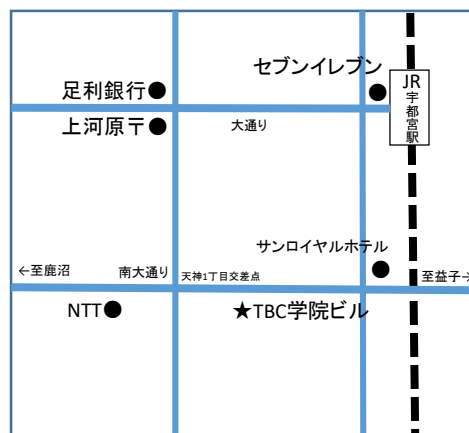 セブンイレブン
足利銀行●
JR宇都宮駅
上河原〒●
大通り
サンロイヤルホテル
←至鹿沼
南大通り
天神1丁目交差点
至益子→
NTT●
★TBC学院ビル